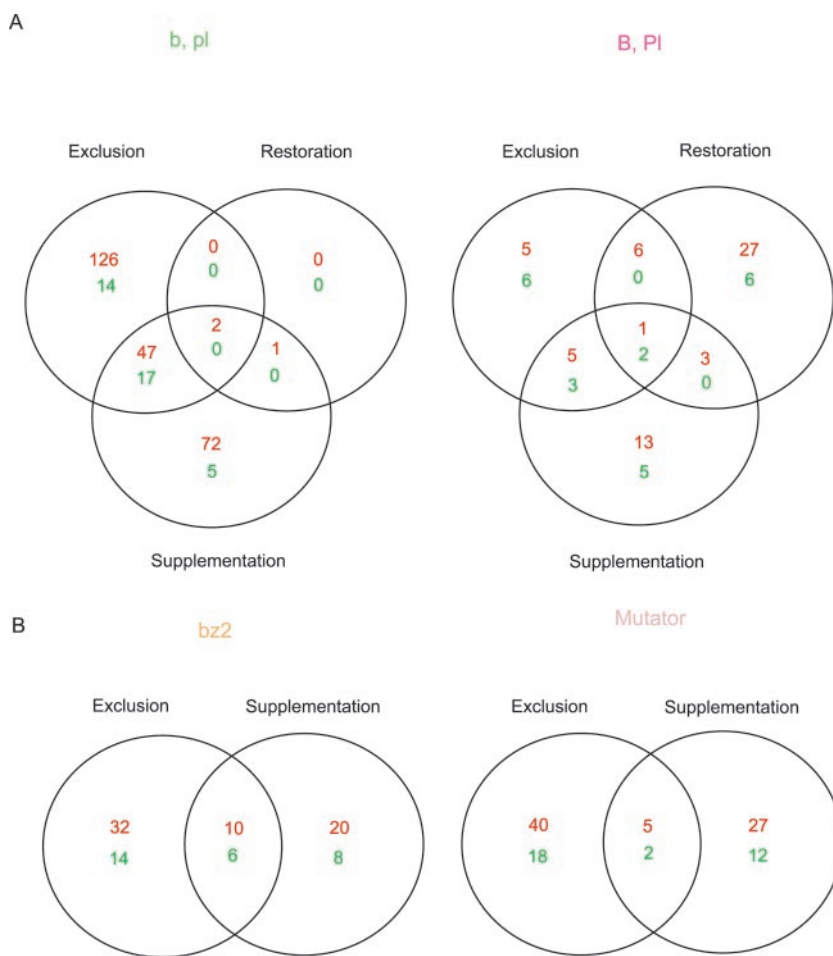 A
b, pl
B, Pl
Exclusion
Restoration
Exclusion
Restoration
126
14
0
0
0
0
2
0
47
17
1
0
72
5
5
6
6
0
27
6
1
2
5
3
3
0
13
5
Supplementation
Supplementation
B
bz2
Mutator
Exclusion
Supplementation
Exclusion
Supplementation
32
14
10
6
20
8
40
18
5
2
27
12